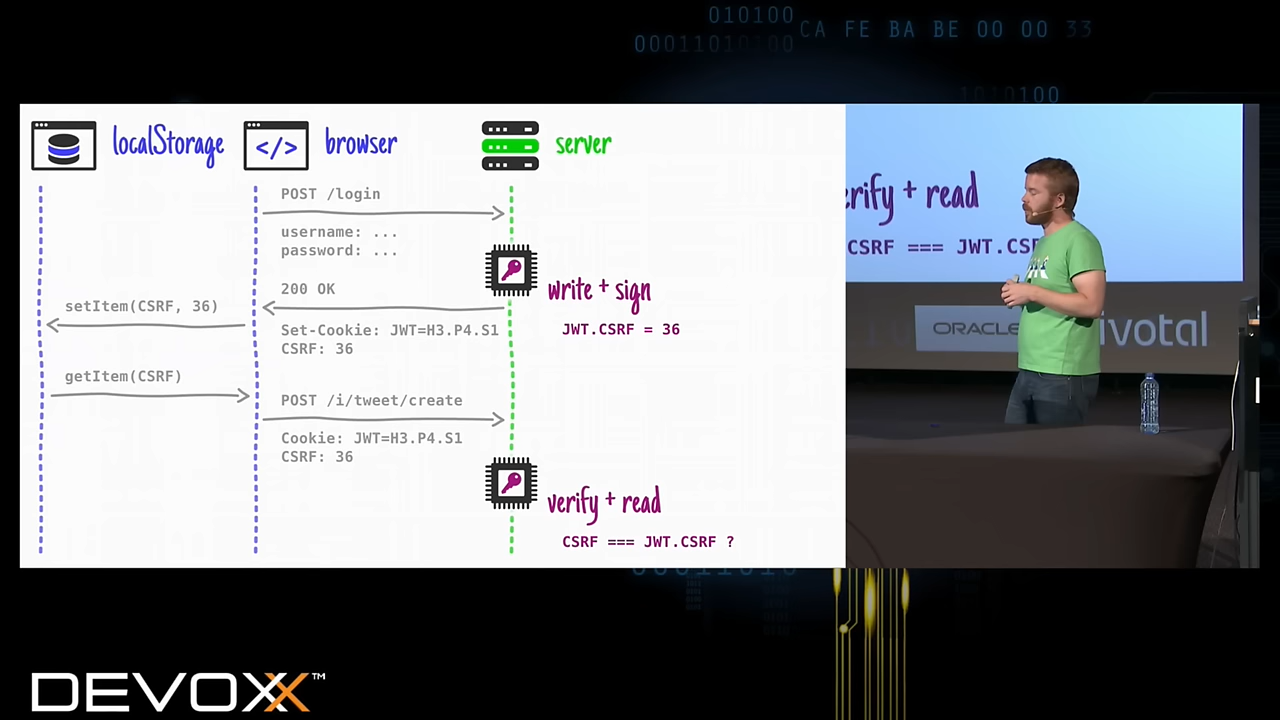 010100
00011010100
CA FE BA BE 00 00 33
1010100
localStorage
browser
server
POST /login
username: ...
password: ...
200 OK
write + sign
setItem(CSRF, 36)
Set-Cookie: JWT=H3.P4.S1
JWT.CSRF = 36
CSRF: 36
getItem(CSRF)
POST /i/tweet/create
Cookie: JWT=H3.P4.S1
CSRF: 36
verify + read
CSRF === JWT.CSRF ?
erify + read
CSRF === JWT.CSR
ORACLE
ivotal
00011010
DEVOXX™